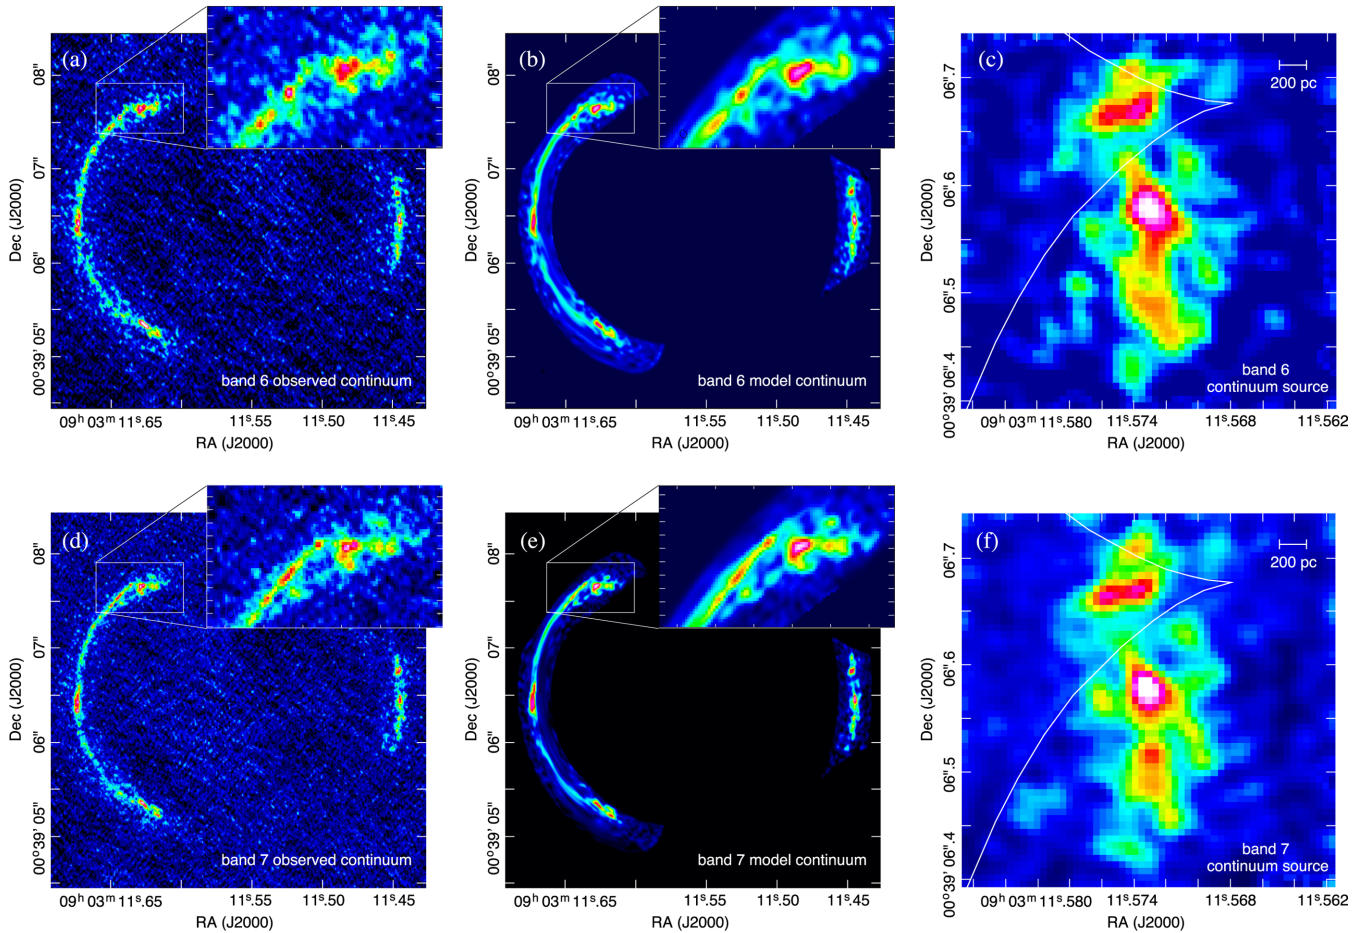 (a)
08"
07"
06"
00°39' 05"
Dec (J2000)
band 6 observed continuum
09h 03m 11s.65
11s.55
11s.50
11s.45
RA (J2000)
(b)
08"
07"
06"
00°39' 05"
Dec (J2000)
band 6 model continuum
09h 03m 11s.65
11s.55
11s.50
11s.45
RA (J2000)
(c)
200 pc
06".7
06".6
06".5
00°39' 06".4
Dec (J2000)
band 6
continuum source
09h 03m 11s.580
11s.574
11s.568
11s.562
RA (J2000)
(d)
08"
07"
06"
00°39' 05"
Dec (J2000)
band 7 observed continuum
09h 03m 11s.65
11s.55
11s.50
11s.45
RA (J2000)
(e)
08"
07"
06"
00°39' 05"
Dec (J2000)
band 7 model continuum
09h 03m 11s.65
11s.55
11s.50
11s.45
RA (J2000)
(f)
200 pc
06".7
06".6
06".5
00°39' 06".4
Dec (J2000)
band 7
continuum source
09h 03m 11s.580
11s.574
11s.568
11s.562
RA (J2000)